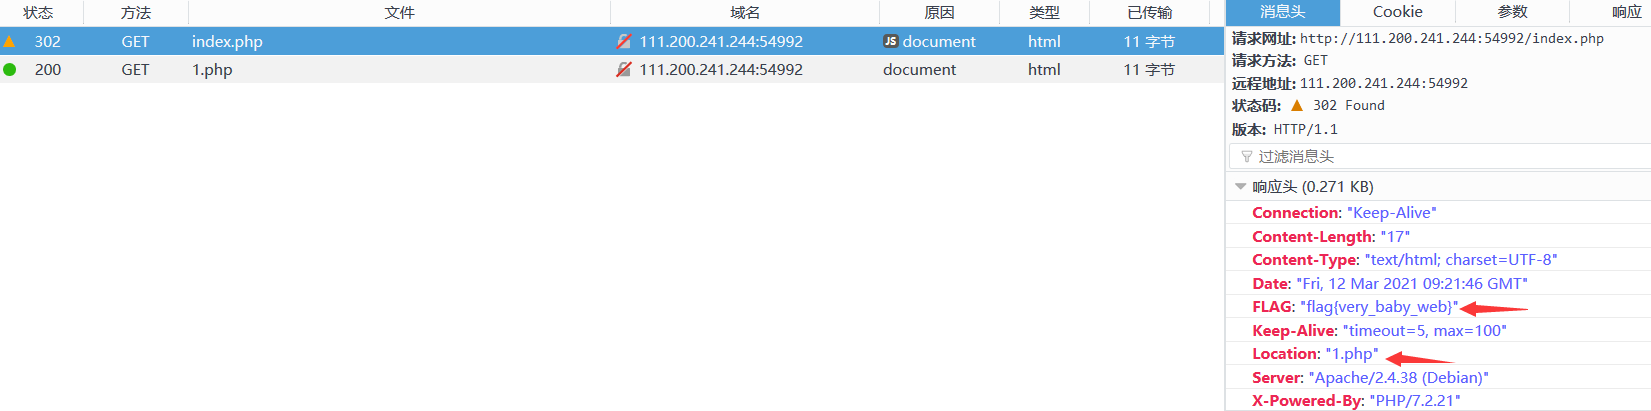 状态 方法 文件 域名 原因 类型 已传输 消息头 Cookie 参数 响应
302 GET index.php 111.200.241.244:54992 JS document html 11 字节
200 GET 1.php 111.200.241.244:54992 document html 11 字节
请求网址: http://111.200.241.244:54992/index.php
请求方法: GET
远程地址: 111.200.241.244:54992
状态码: 302 Found
版本: HTTP/1.1
过滤消息头
响应头 (0.271 KB)
Connection: "Keep-Alive"
Content-Length: "17"
Content-Type: "text/html; charset=UTF-8"
Date: "Fri, 12 Mar 2021 09:21:46 GMT"
FLAG: "flag{very_baby_web}"
Keep-Alive: "timeout=5, max=100"
Location: "1.php"
Server: "Apache/2.4.38 (Debian)"
X-Powered-By: "PHP/7.2.21"